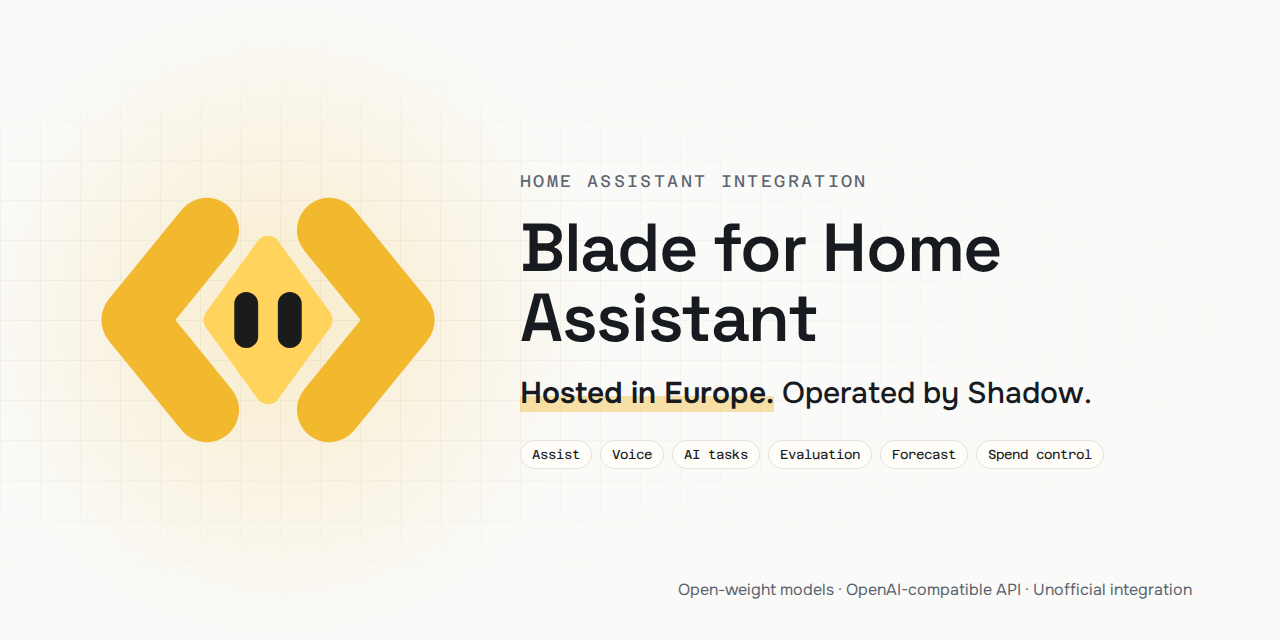 HOME ASSISTANT INTEGRATION
Blade for Home
Assistant
Hosted in Europe. Operated by Shadow.
Assist Voice AI tasks Evaluation Forecast Spend control
Open-weight models · OpenAI-compatible API · Unofficial integration